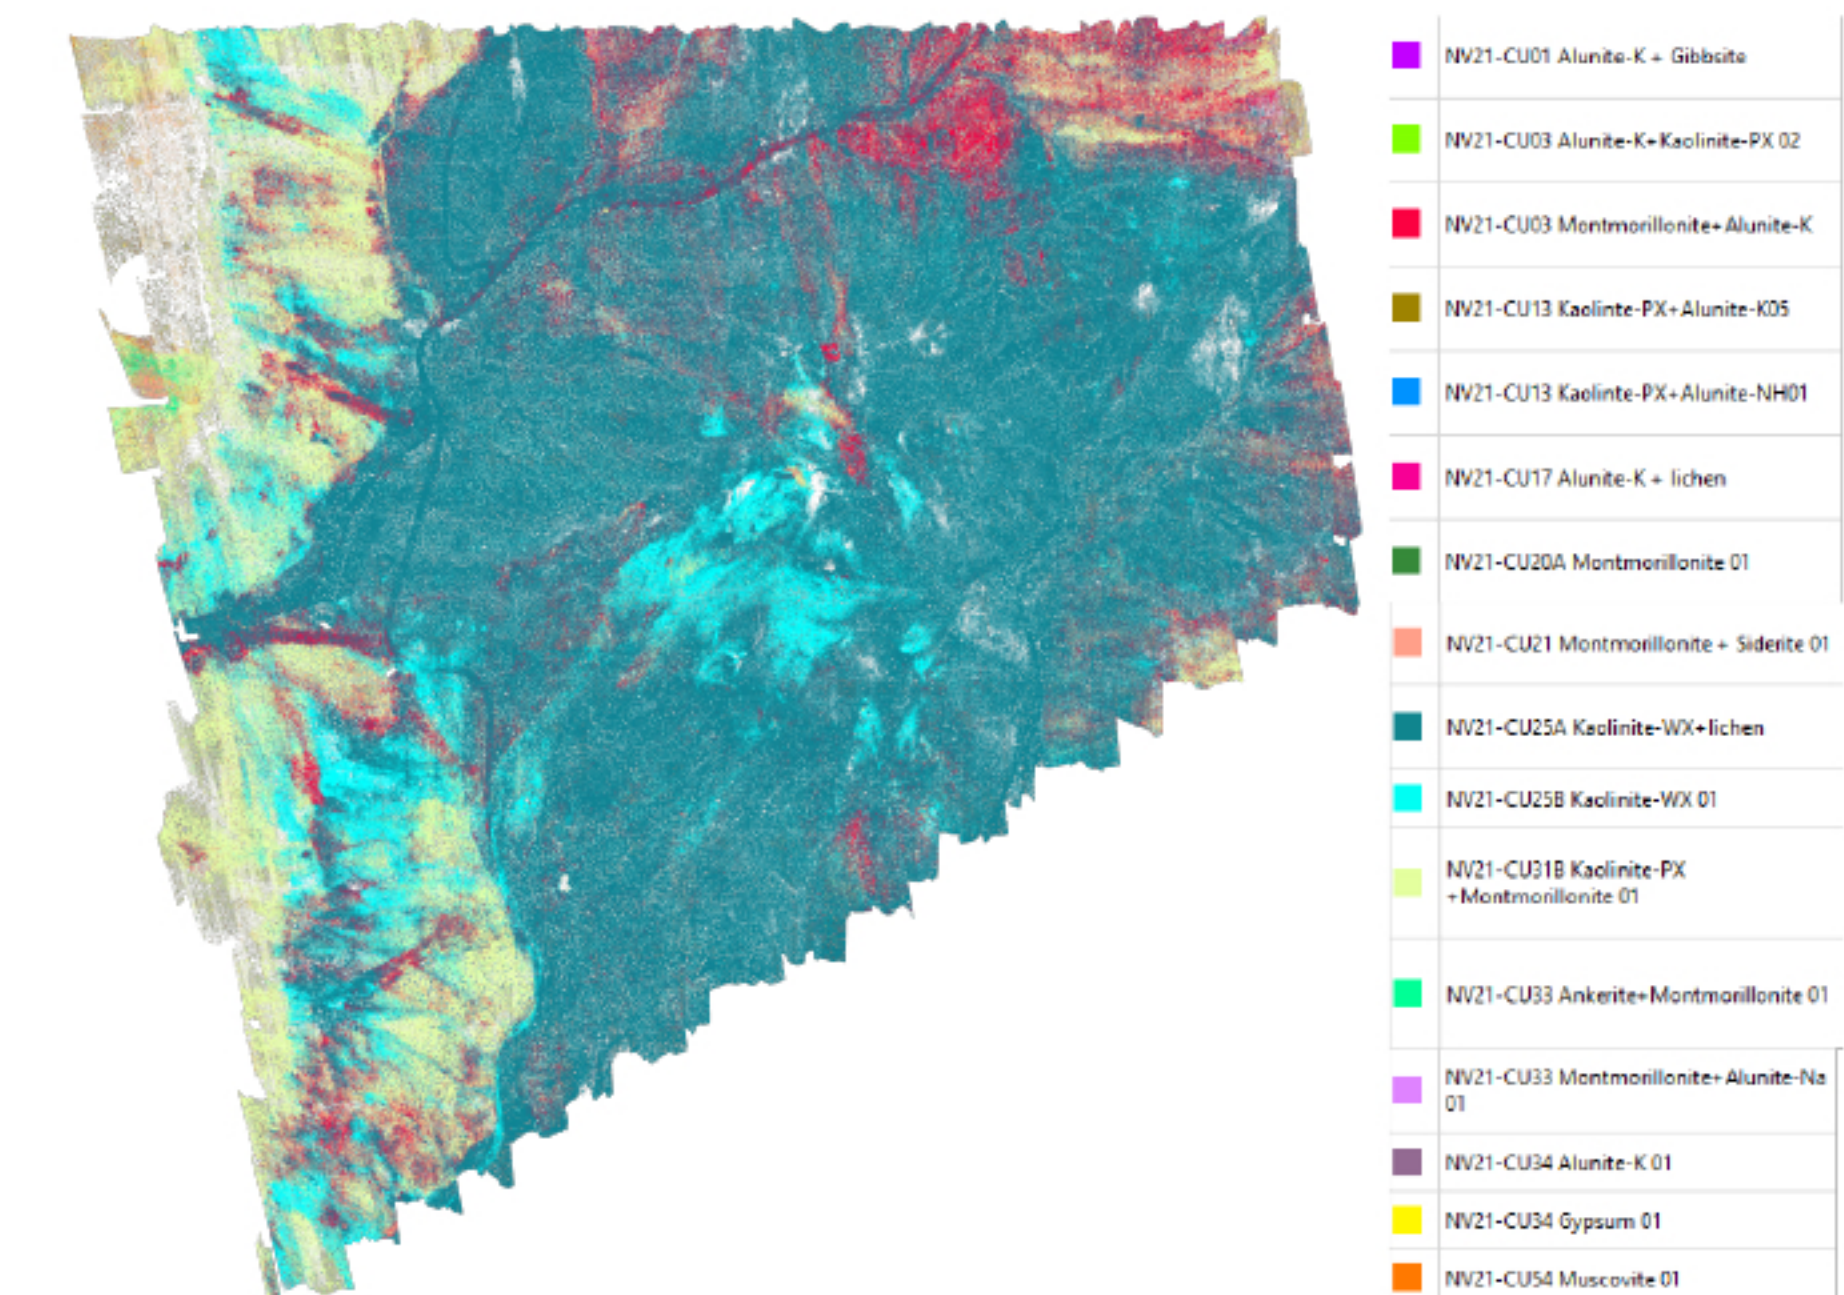 NV21-CU01 Alunite-K + Gibbsite
NV21-CU03 Alunite-K+Kaolinite-PX 02
NV21-CU03 Montmorillonite+Alunite-K
NV21-CU13 Kaolinte-PX+Alunite-K05
NV21-CU13 Kaolinte-PX+Alunite-NH01
NV21-CU17 Alunite-K + lichen
NV21-CU20A Montmorillonite 01
NV21-CU21 Montmorillonite + Siderite 01
NV21-CU25A Kaolinite-WX+lichen
NV21-CU25B Kaolinite-WX 01
NV21-CU31B Kaolinite-PX
+Montmorillonite 01
NV21-CU33 Ankerite+Montmorillonite 01
NV21-CU33 Montmorillonite+Alunite-Na
01
NV21-CU34 Alunite-K 01
NV21-CU34 Gypsum 01
NV21-CU54 Muscovite 01